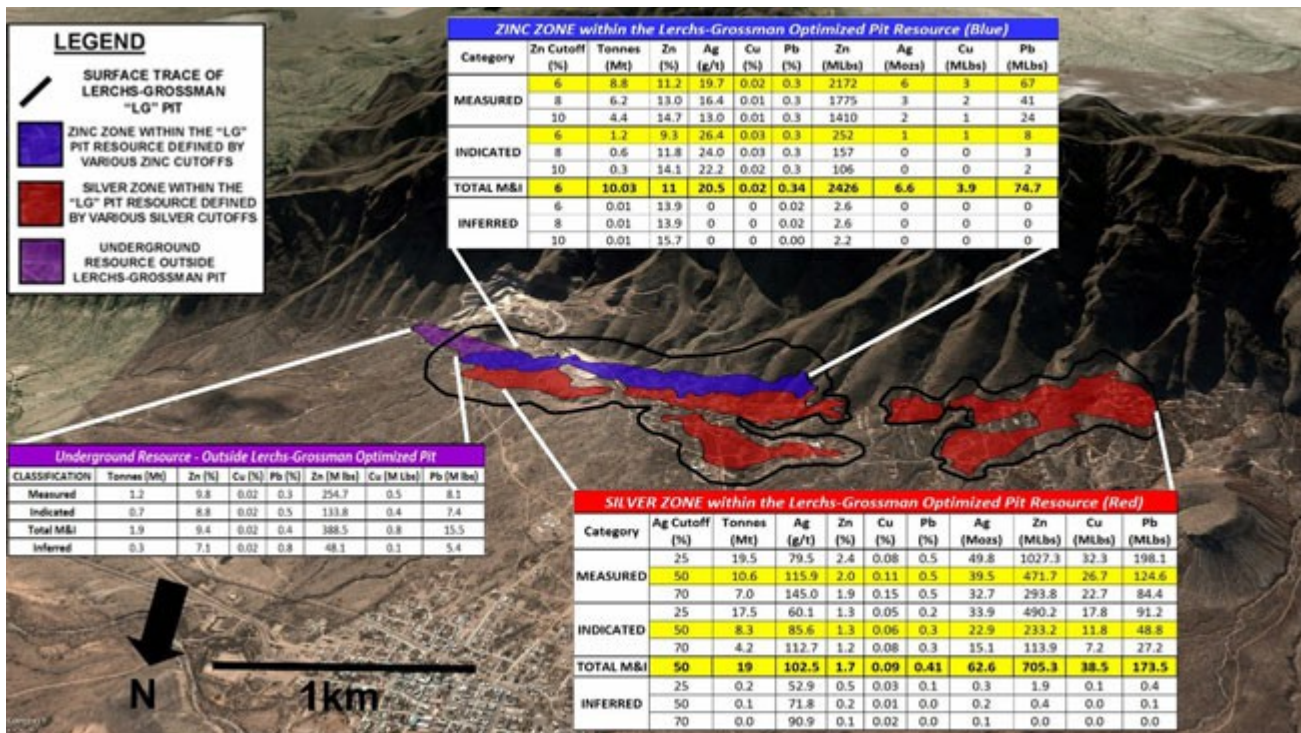 LEGEND
SURFACE TRACE OF
LERCHS-GROSSMAN
"LG" PIT
ZINC ZONE WITHIN THE "LG"
PIT RESOURCE DEFINED BY
VARIOUS ZINC CUTOFFS
SILVER ZONE WITHIN THE
"LG" PIT RESOURCE DEFINED
BY VARIOUS SILVER CUTOFFS
UNDERGROUND
RESOURCE OUTSIDE
LERCHS-GROSSMAN PIT
ZINC ZONE within the Lerchs-Grossman Optimized Pit Resource (Blue)
Category Zn Cutoff (%) Tonnes (Mt) Zn (%) Ag (g/t) Cu (%) Pb (%) Zn (MLbs) Ag (Mozs) Cu (MLbs) Pb (MLbs)
MEASURED 6 8.8 11.2 19.7 0.02 0.3 2172 6 3 67
8 6.2 13.0 16.4 0.01 0.3 1775 3 2 41
10 4.4 14.7 13.0 0.01 0.3 1410 2 1 24
INDICATED 6 1.2 9.3 26.4 0.03 0.3 252 1 1 8
8 0.6 11.8 24.0 0.03 0.3 157 0 0 3
10 0.3 14.1 22.2 0.02 0.3 106 0 0 2
TOTAL M&I 6 10.03 11 20.5 0.02 0.34 2426 6.6 3.9 74.7
INFERRED 6 0.01 13.9 0 0 0.02 2.6 0 0 0
8 0.01 13.9 0 0 0.02 2.6 0 0 0
10 0.01 15.7 0 0 0.00 2.2 0 0 0
Underground Resource - Outside Lerchs-Grossman Optimized Pit
CLASSIFICATION Tonnes (Mt) Zn (%) Cu (%) Pb (%) Zn (M lbs) Cu (M Lbs) Pb (M lbs)
Measured 1.2 9.8 0.02 0.3 254.7 0.5 8.1
Indicated 0.7 8.8 0.02 0.5 133.8 0.4 7.4
Total M&I 1.9 9.4 0.02 0.4 388.5 0.8 15.5
Inferred 0.3 7.1 0.02 0.8 48.1 0.1 5.4
SILVER ZONE within the Lerchs-Grossman Optimized Pit Resource (Red)
Category Ag Cutoff (%) Tonnes (Mt) Ag (g/t) Zn (%) Cu (%) Pb (%) Ag (Mozs) Zn (MLbs) Cu (MLbs) Pb (MLbs)
MEASURED 25 19.5 79.5 2.4 0.08 0.5 49.8 1027.3 32.3 198.1
50 10.6 115.9 2.0 0.11 0.5 39.5 471.7 26.7 124.6
70 7.0 145.0 1.9 0.15 0.5 32.7 293.8 22.7 84.4
INDICATED 25 17.5 60.1 1.3 0.05 0.2 33.9 490.2 17.8 91.2
50 8.3 85.6 1.3 0.06 0.3 22.9 233.2 11.8 48.8
70 4.2 112.7 1.2 0.08 0.3 15.1 113.9 7.2 27.2
TOTAL M&I 50 19 102.5 1.7 0.09 0.41 62.6 705.3 38.5 173.5
INFERRED 25 0.2 52.9 0.5 0.03 0.1 0.3 1.9 0.1 0.4
50 0.1 71.8 0.2 0.01 0.0 0.2 0.4 0.0 0.1
70 0.0 90.9 0.1 0.02 0.0 0.1 0.0 0.0 0.0
N
1km